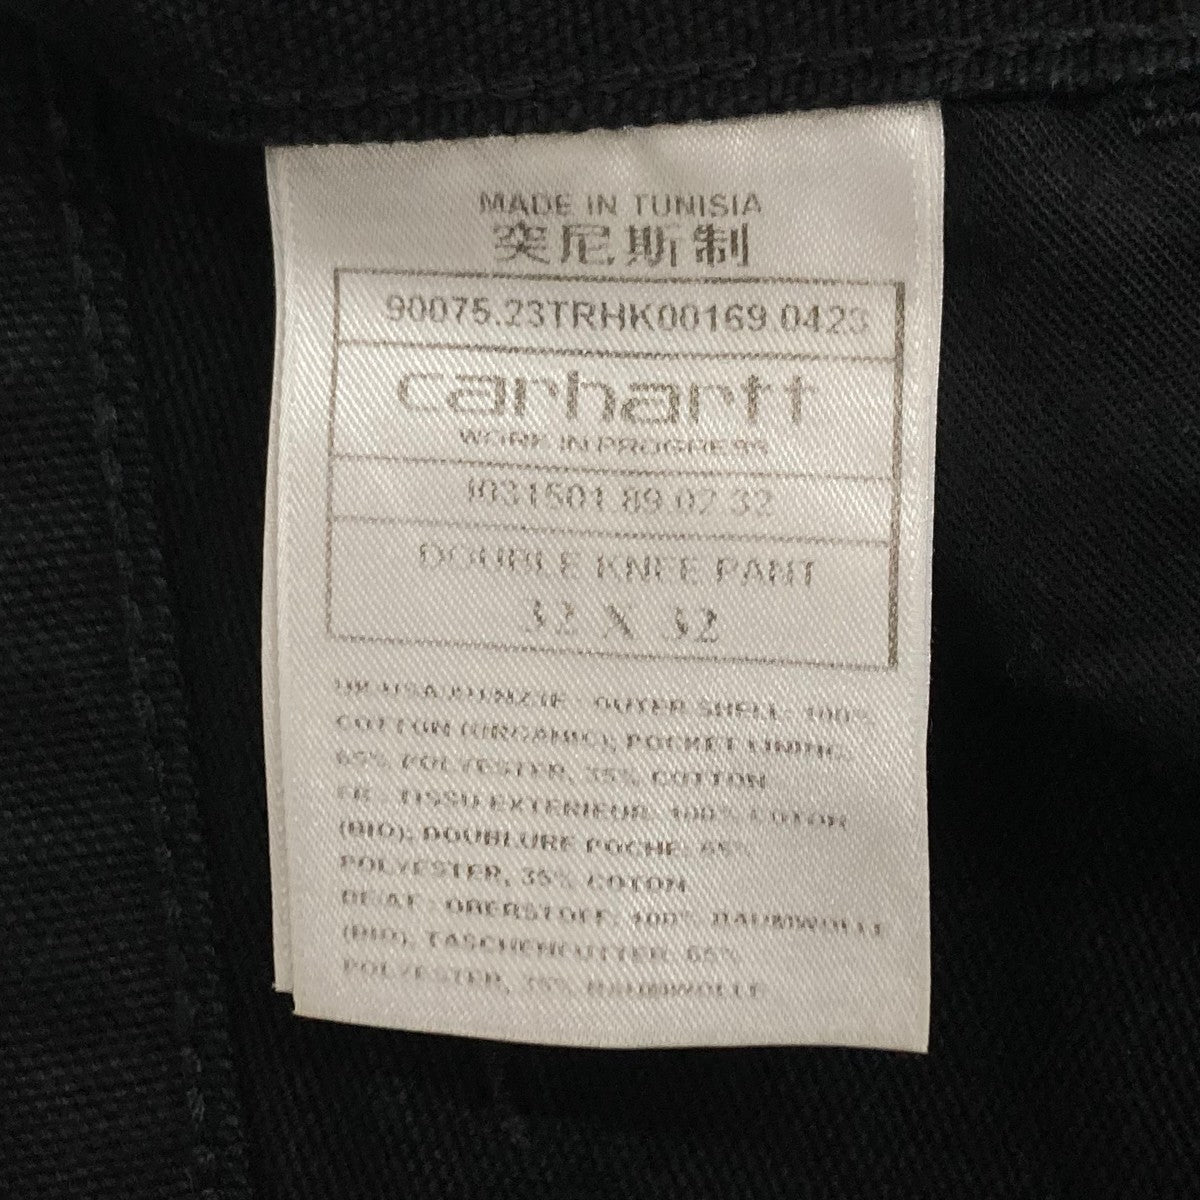 MADE IN TUNISIA
突尼斯制
90075.23TRHK00169.0423
carhartt
WORK IN PROGRESS
I031501.89.02.32
DOUBLE KNEE PANT
32 X 32
OUTER SHELL: 100%
COTTON (ORGANIC); POCKET LINING:
65% POLYESTER, 35% COTTON
FR - TISSU EXTERIEUR: 100% COTON
(BIO); DOUBLURE POCHE: 65%
POLYESTER, 35% COTON
DE/AT - OBERSTOFF: 100% BAUMWOLLE
(BIO); TASCHENFUTTER: 65%
POLYESTER, 35% BAUMWOLLE